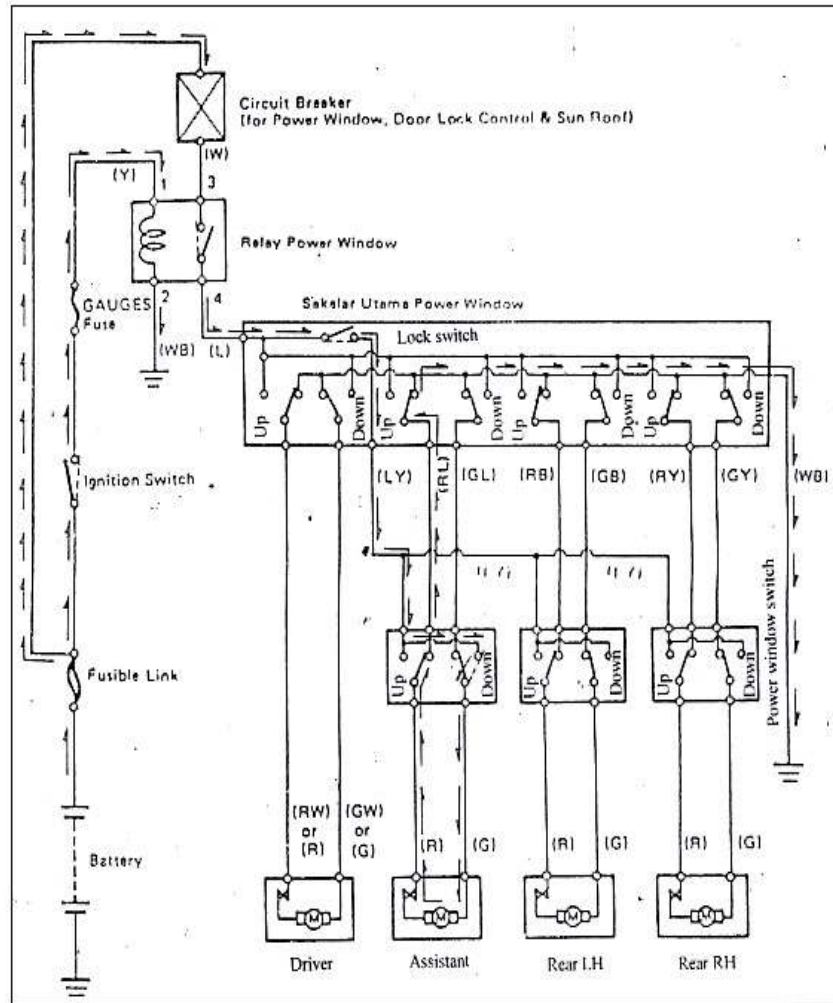 Circuit Breaker
(for Power Window, Door Lock Control & Sun Roof)
(W)
(Y)
1
3
Relay Power Window
2
4
GAUGES
Fuse
(WB)
(L)
Sakelar Utama Power Window
Lock switch
Up
Down
Up
Down
Up
Down
Up
Down
Ignition Switch
(LY)
(RL)
(GL)
(RB)
(GB)
(RY)
(GY)
(WB)
Power window switch
Fusible Link
Up
Down
Up
Down
Up
Down
(RW)
or
(R)
(GW)
or
(G)
(R)
(G)
(R)
(G)
(R)
(G)
Battery
M
M
M
M
Driver
Assistant
Rear LH
Rear RH